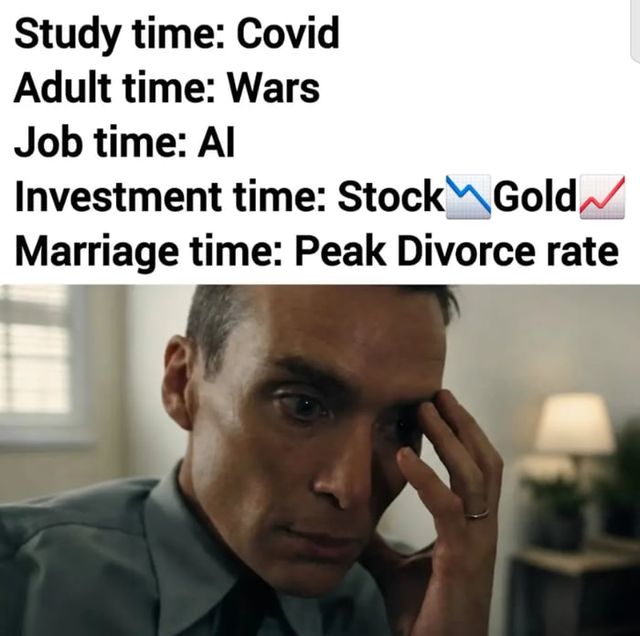 Study time: Covid
Adult time: Wars
Job time: AI
Investment time: Stock📉Gold📈
Marriage time: Peak Divorce rate